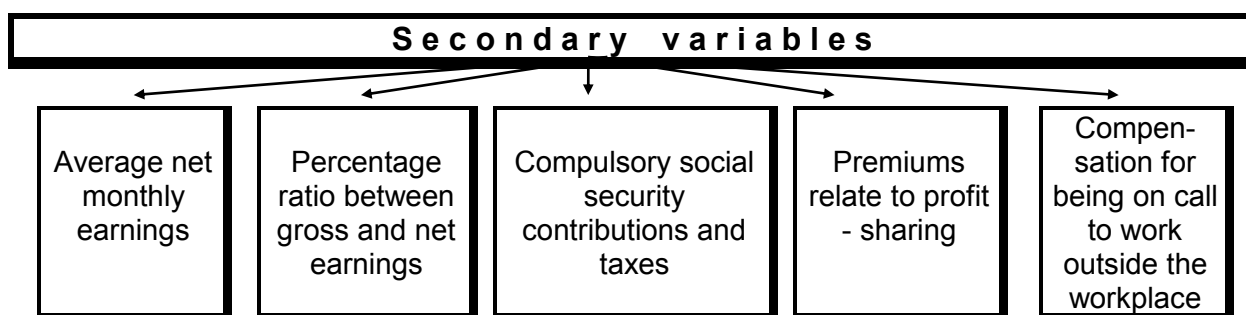 Secondary variables
Average net
monthly
earnings
Percentage
ratio between
gross and net
earnings
Compulsory social
security
contributions and
taxes
Premiums
relate to profit
- sharing
Compen-
sation for
being on call
to work
outside the
workplace